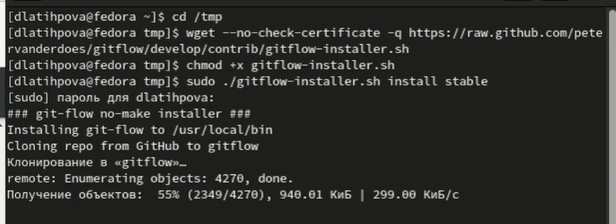 [dlatihpova@fedora ~]$ cd /tmp
[dlatihpova@fedora tmp]$ wget --no-check-certificate -q https://raw.github.com/pete
rvanderdoes/gitflow/develop/contrib/gitflow-installer.sh
[dlatihpova@fedora tmp]$ chmod +x gitflow-installer.sh
[dlatihpova@fedora tmp]$ sudo ./gitflow-installer.sh install stable
[sudo] пароль для dlatihpova:
### git-flow no-make installer ###
Installing git-flow to /usr/local/bin
Cloning repo from GitHub to gitflow
Клонирование в «gitflow»…
remote: Enumerating objects: 4270, done.
Получение объектов:  55% (2349/4270), 940.01 КиБ | 299.00 КиБ/с